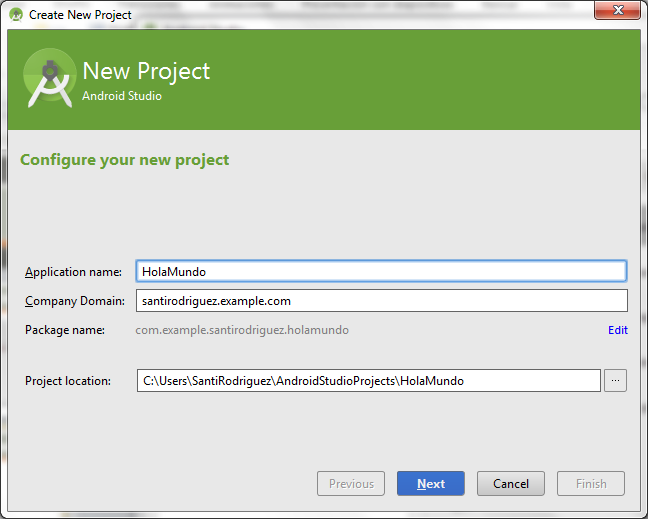 Create New Project
New Project
Android Studio
Configure your new project
Application name: HolaMundo
Company Domain: santirodriguez.example.com
Package name: com.example.santirodriguez.holamundo Edit
Project location: C:\Users\SantiRodriguez\AndroidStudioProjects\HolaMundo ...
Previous Next Cancel Finish